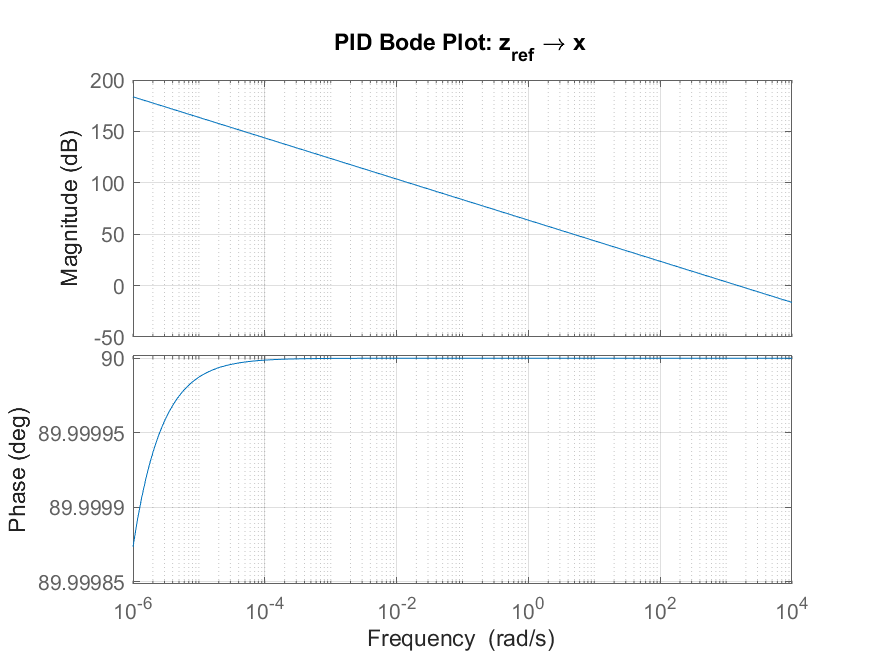 PID Bode Plot: z_ref → x
200
150
100
50
0
-50
Magnitude (dB)
90
89.99995
89.9999
89.99985
Phase (deg)
10^-6 10^-4 10^-2 10^0 10^2 10^4
Frequency (rad/s)